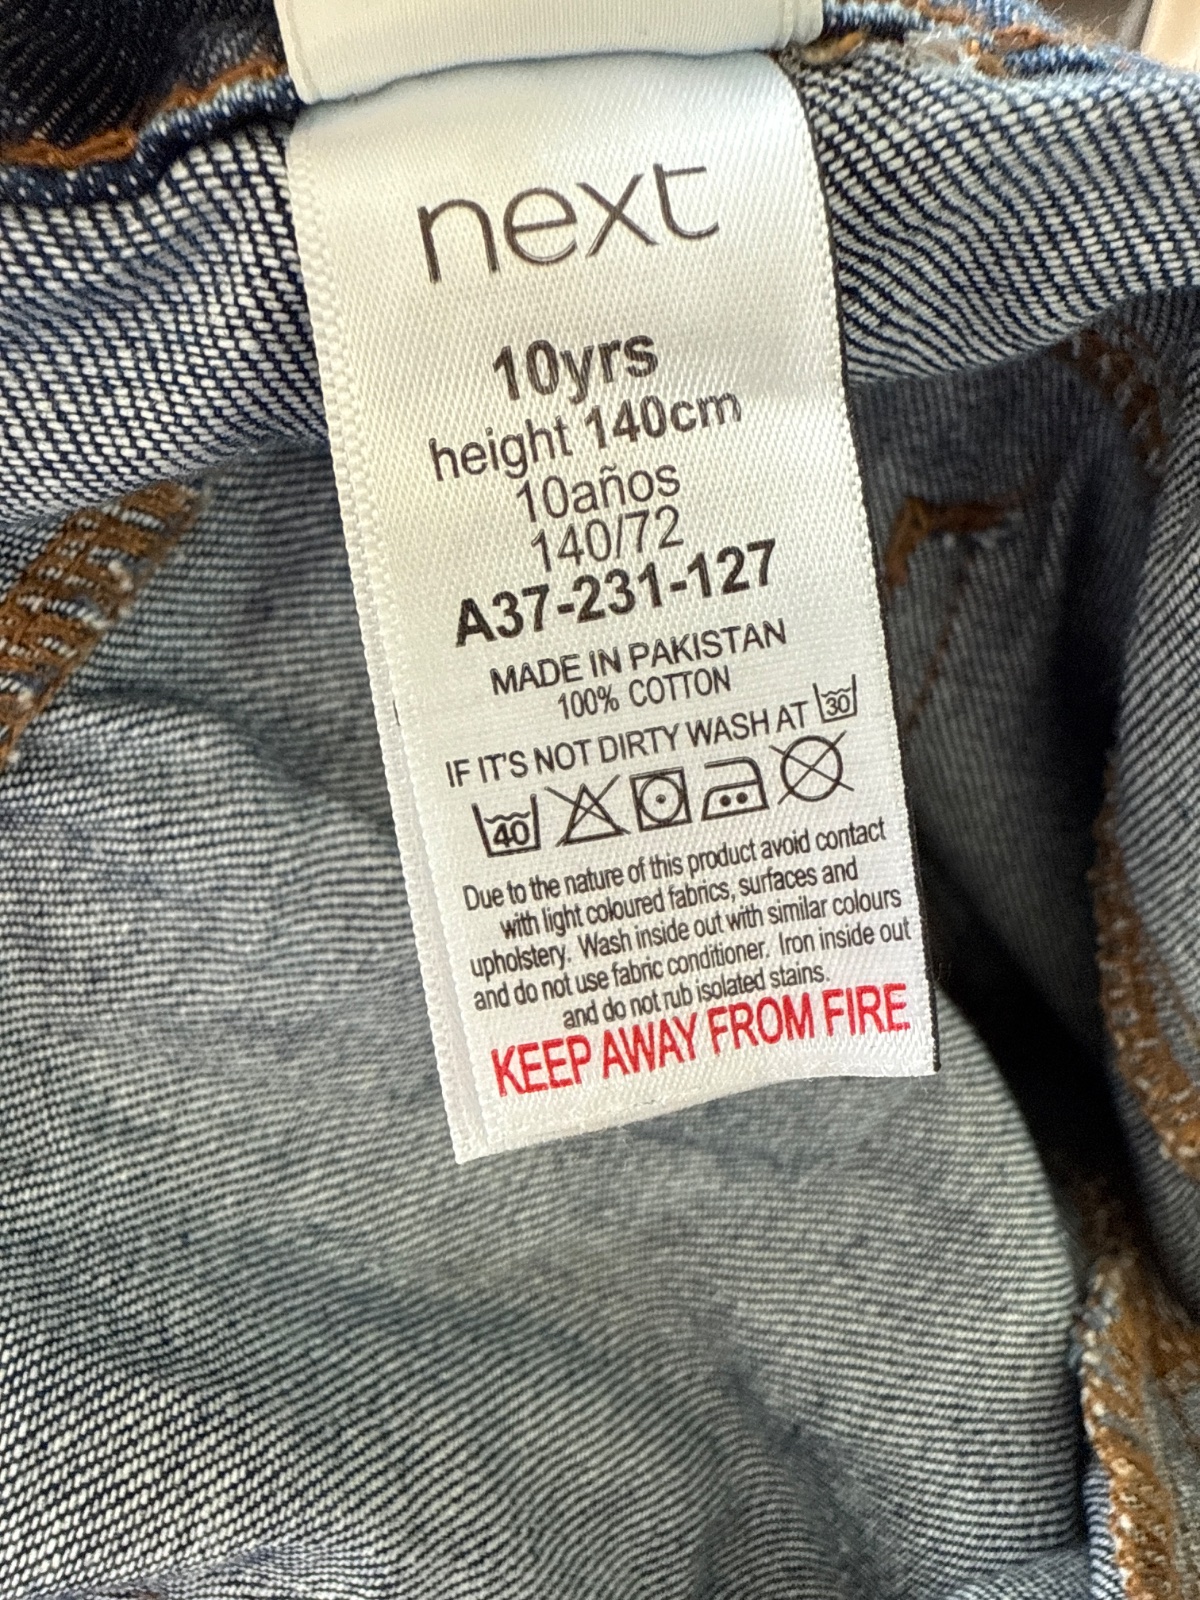 next
10yrs
height 140cm
10años
140/72
A37-231-127
MADE IN PAKISTAN
100% COTTON
IF IT'S NOT DIRTY WASH AT 30
40
Due to the nature of this product avoid contact
with light coloured fabrics, surfaces and
upholstery. Wash inside out with similar colours
and do not use fabric conditioner. Iron inside out
and do not rub isolated stains.
KEEP AWAY FROM FIRE